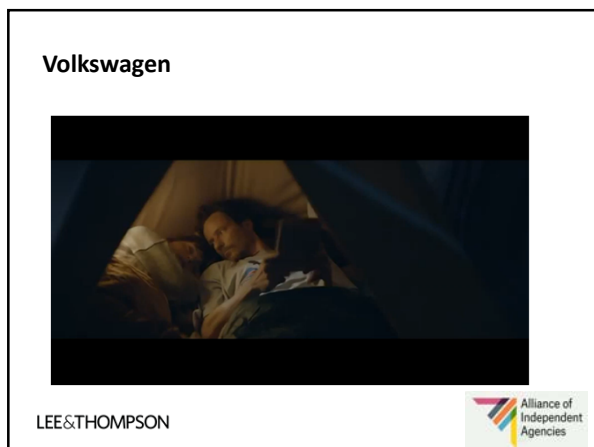 Volkswagen
LEE&THOMPSON
Alliance of
Independent
Agencies